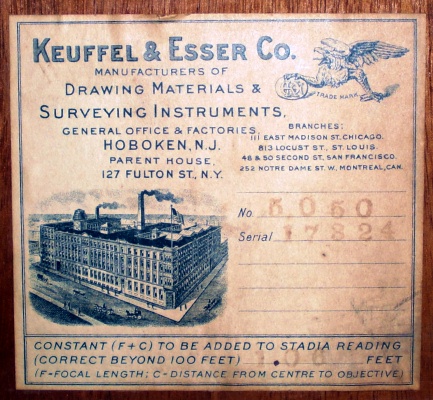 KEUFFEL & ESSER CO.
MANUFACTURERS OF
DRAWING MATERIALS &
SURVEYING INSTRUMENTS,
GENERAL OFFICE & FACTORIES,
HOBOKEN, N.J.
PARENT HOUSE,
127 FULTON ST., N.Y.
TRADE MARK
BRANCHES:
111 EAST MADISON ST. CHICAGO.
813 LOCUST ST., ST. LOUIS.
48 & 50 SECOND ST, SAN FRANCISCO.
252 NOTRE DAME ST. W, MONTREAL, CAN.
No. 5050
Serial 17824
CONSTANT (F+C) TO BE ADDED TO STADIA READING
(CORRECT BEYOND 100 FEET) FEET
(F-FOCAL LENGTH; C-DISTANCE FROM CENTRE TO OBJECTIVE)